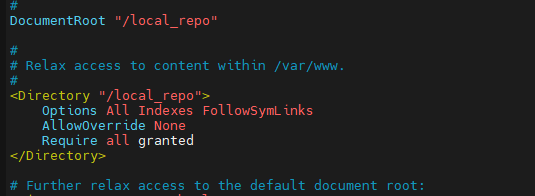 #
DocumentRoot "/local_repo"
#
# Relax access to content within /var/www.
#
<Directory "/local_repo">
Options All Indexes FollowSymLinks
AllowOverride None
Require all granted
</Directory>
# Further relax access to the default document root: